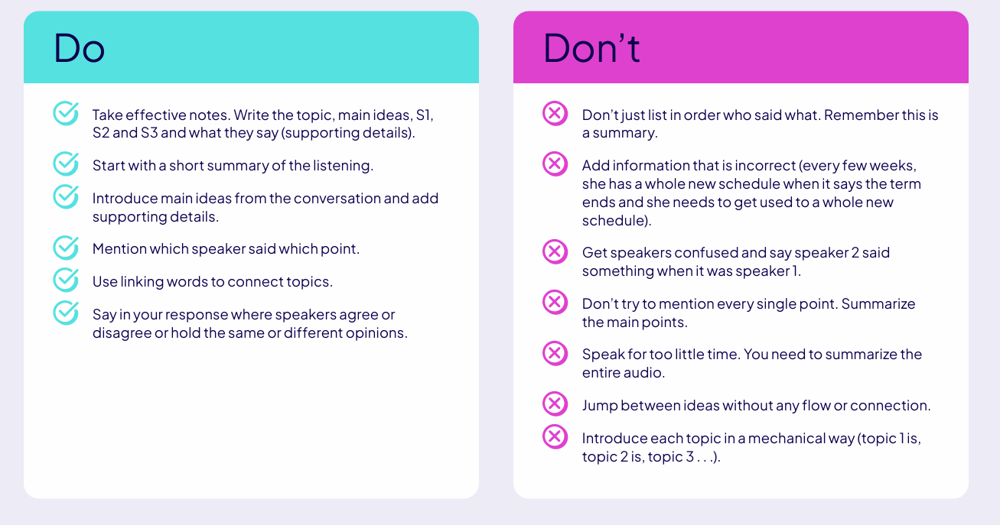 Do
Take effective notes. Write the topic, main ideas, S1,
S2 and S3 and what they say (supporting details).
Start with a short summary of the listening.
Introduce main ideas from the conversation and add
supporting details.
Mention which speaker said which point.
Use linking words to connect topics.
Say in your response where speakers agree or
disagree or hold the same or different opinions.
Don’t
Don’t just list in order who said what. Remember this is
a summary.
Add information that is incorrect (every few weeks,
she has a whole new schedule when it says the term
ends and she needs to get used to a whole new
schedule).
Get speakers confused and say speaker 2 said
something when it was speaker 1.
Don’t try to mention every single point. Summarize
the main points.
Speak for too little time. You need to summarize the
entire audio.
Jump between ideas without any flow or connection.
Introduce each topic in a mechanical way (topic 1 is,
topic 2 is, topic 3 . . .).